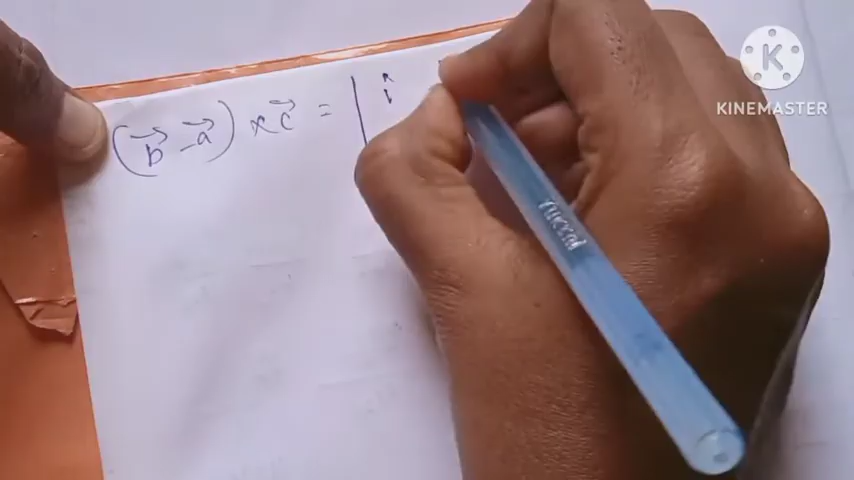 (b⃗ - a⃗) × c⃗ = | î
K
KINEMASTER